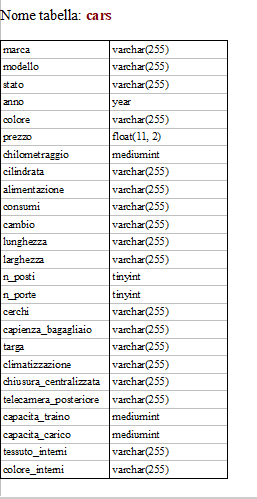 Nome tabella: cars
marca varchar(255)
modello varchar(255)
stato varchar(255)
anno year
colore varchar(255)
prezzo float(11, 2)
chilometraggio mediumint
cilindrata varchar(255)
alimentazione varchar(255)
consumi varchar(255)
cambio varchar(255)
lunghezza varchar(255)
larghezza varchar(255)
n_posti tinyint
n_porte tinyint
cerchi varchar(255)
capienza_bagagliaio varchar(255)
targa varchar(255)
climatizzazione varchar(255)
chiusura_centralizzata varchar(255)
telecamera_posteriore varchar(255)
capacita_traino mediumint
capacita_carico mediumint
tessuto_interni varchar(255)
colore_interni varchar(255)